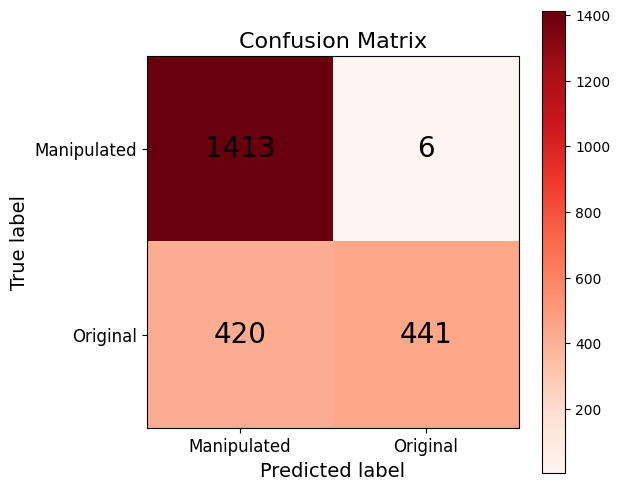 Confusion Matrix
True label
Manipulated
Original
1413
6
420
441
Manipulated
Original
Predicted label
1400
1200
1000
800
600
400
200